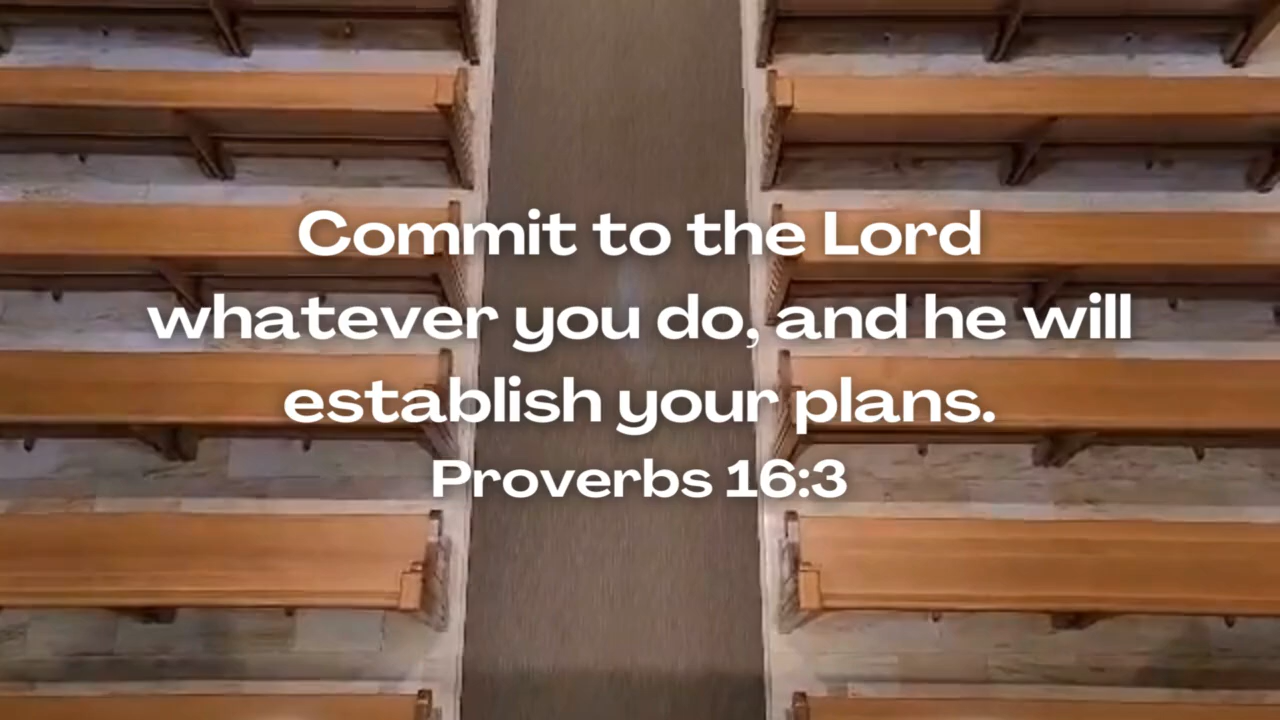 Commit to the Lord
whatever you do, and he will
establish your plans.
Proverbs 16:3